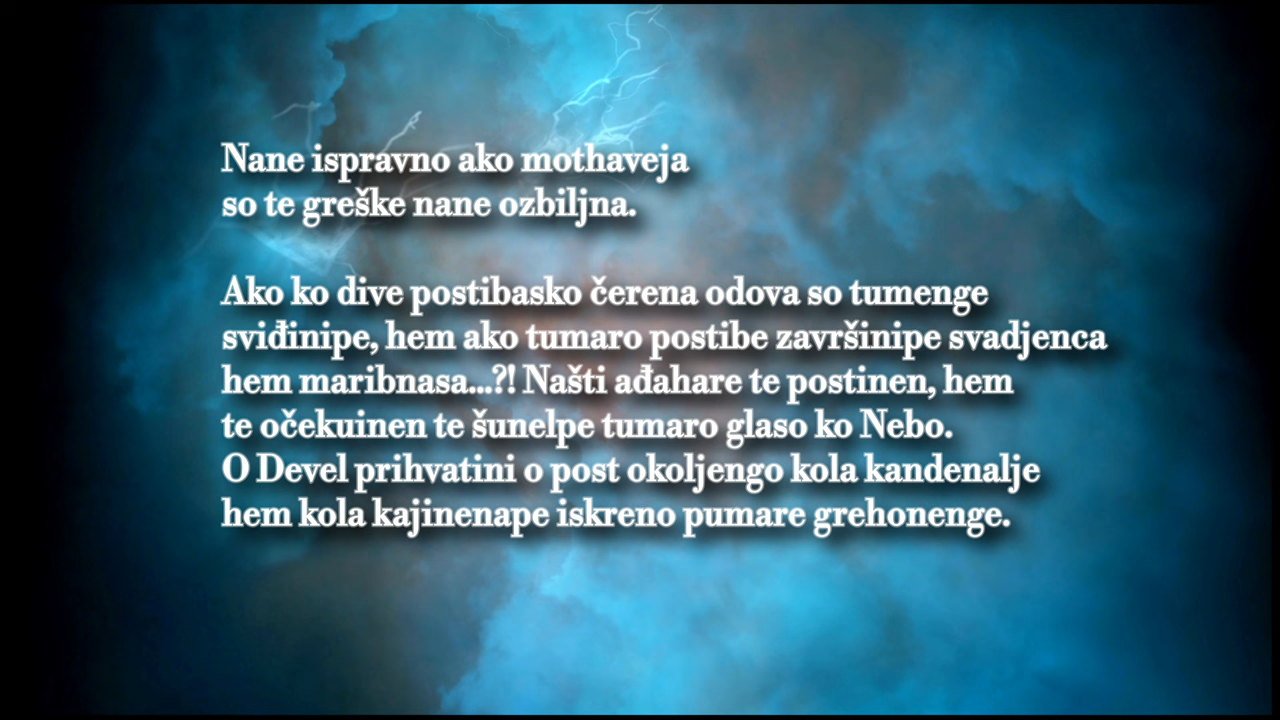 Nane ispravno ako mothaveja
so te greške nane ozbiljna.
Ako ko dive postibasko čerena odova so tumenge
sviđinipe, hem ako tumaro postibe završinipe svadjenca
hem maribnasa...?! Našti ađahare te postinen, hem
te očekuinen te šunelpe tumaro glaso ko Nebo.
O Devel prihvatini o post okoljengo kola kandenalje
hem kola kajinenape iskreno pumare grehonenge.